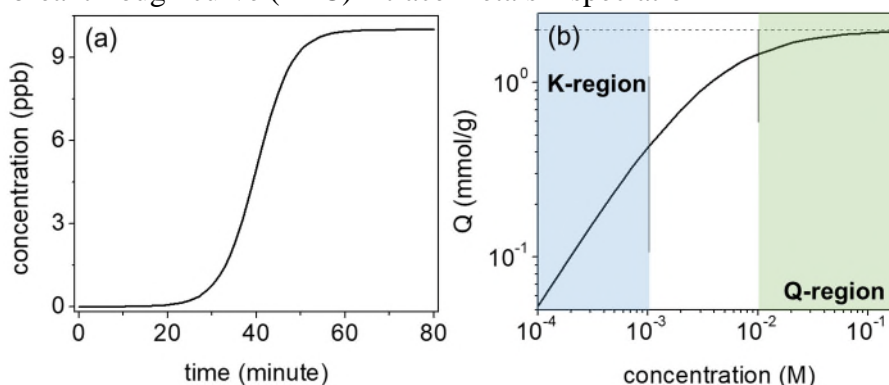 (a)
concentration (ppb)
9
6
3
0
0 20 40 60 80
time (minute)
(b)
K-region
Q-region
Q (mmol/g)
10⁰
10⁻¹
10⁻⁴ 10⁻³ 10⁻² 10⁻¹
concentration (M)